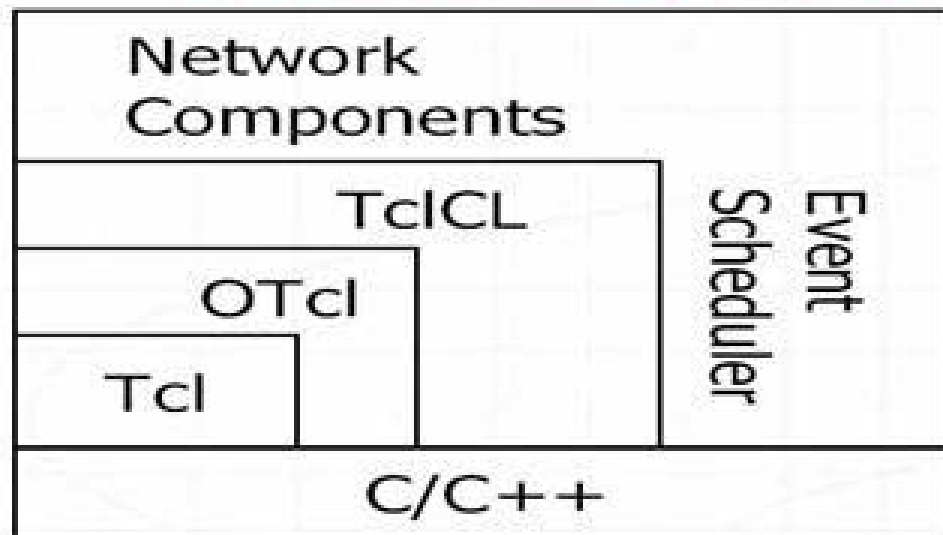 Network
Components
TclCL
OTcl
Tcl
Event
Scheduler
C/C++